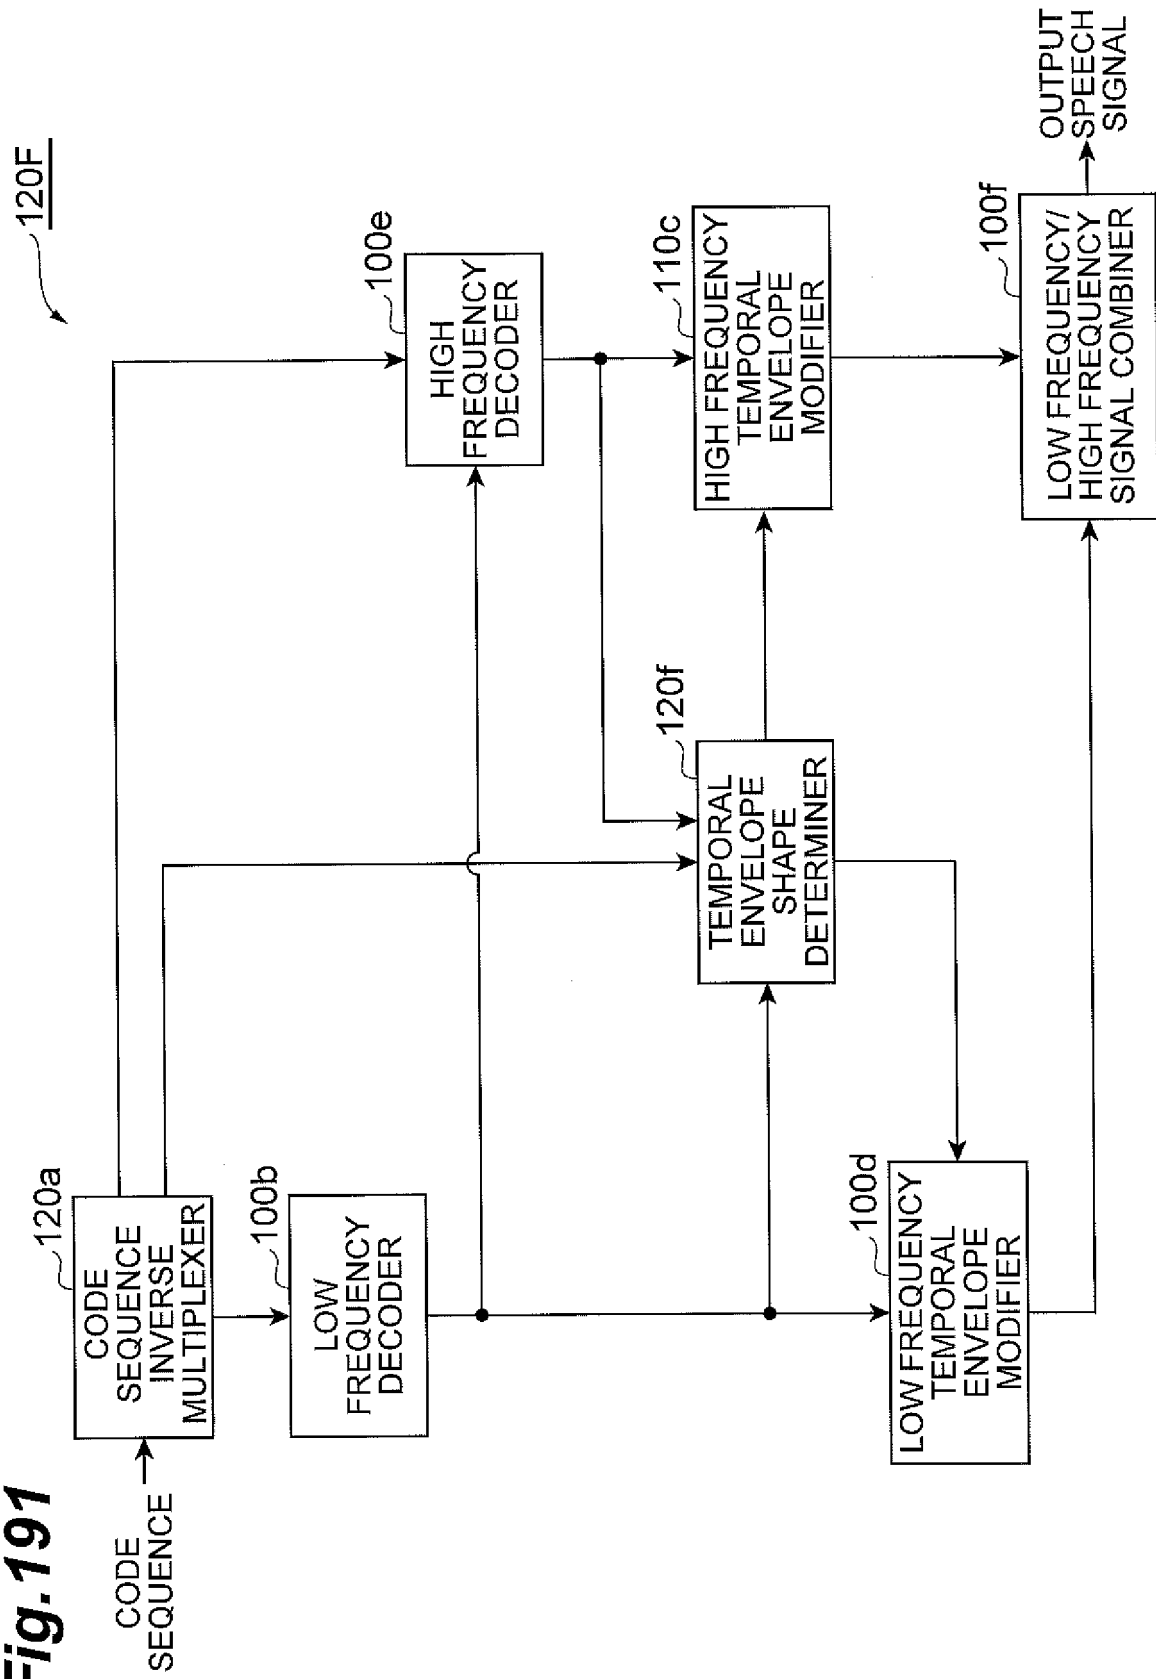 Fig.191
120F
CODE
SEQUENCE
120a
CODE
SEQUENCE
INVERSE
MULTIPLEXER
100b
LOW
FREQUENCY
DECODER
100e
HIGH
FREQUENCY
DECODER
120f
TEMPORAL
ENVELOPE
SHAPE
DETERMINER
110c
HIGH FREQUENCY
TEMPORAL
ENVELOPE
MODIFIER
100d
LOW FREQUENCY
TEMPORAL
ENVELOPE
MODIFIER
100f
LOW FREQUENCY/
HIGH FREQUENCY
SIGNAL COMBINER
OUTPUT
SPEECH
SIGNAL